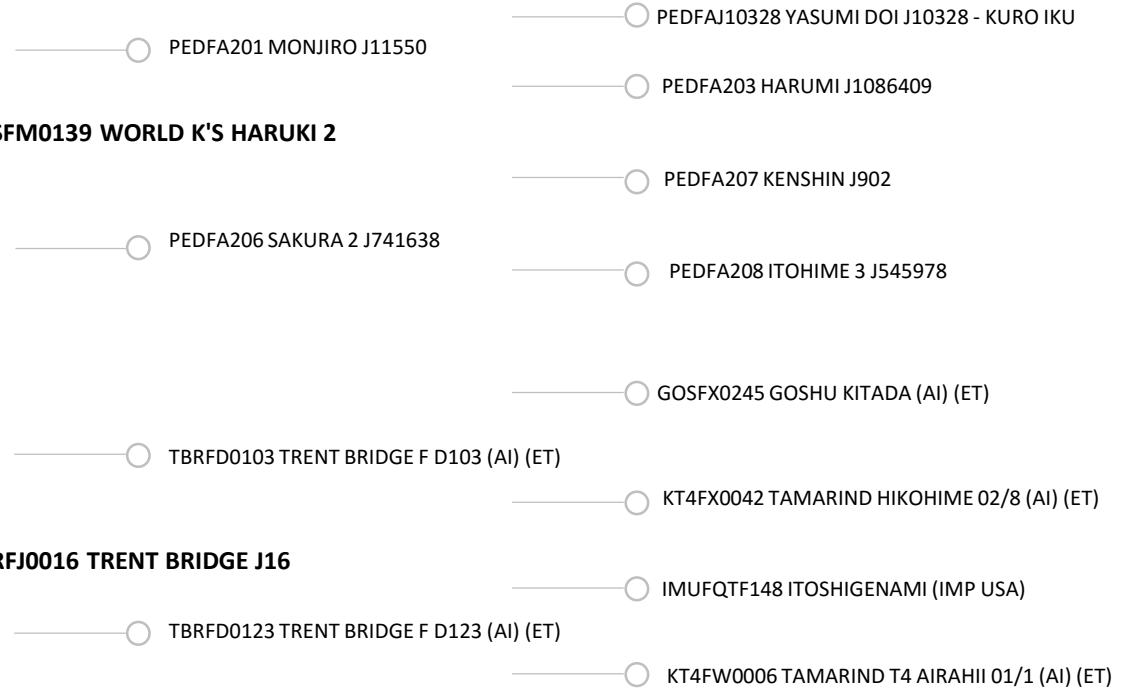 PEDFAJ10328 YASUMI DOI J10328 - KURO IKU
PEDFA201 MONJIRO J11550
PEDFA203 HARUMI J1086409
SFM0139 WORLD K'S HARUKI 2
PEDFA207 KENSHIN J902
PEDFA206 SAKURA 2 J741638
PEDFA208 ITOHIME 3 J545978
GOSFX0245 GOSHU KITADA (AI) (ET)
TBRFD0103 TRENT BRIDGE F D103 (AI) (ET)
KT4FX0042 TAMARIND HIKOHIME 02/8 (AI) (ET)
RFJ0016 TRENT BRIDGE J16
IMUFQTF148 ITOSHIGENAMI (IMP USA)
TBRFD0123 TRENT BRIDGE F D123 (AI) (ET)
KT4FW0006 TAMARIND T4 AIRAHII 01/1 (AI) (ET)